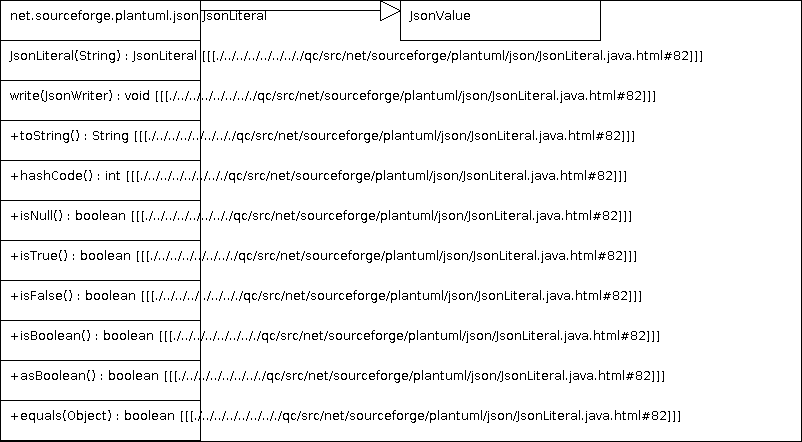 net.sourceforge.plantuml.json.JsonLiteral
JsonValue
JsonLiteral(String) : JsonLiteral [[[./../../../../../../../qc/src/net/sourceforge/plantuml/json/JsonLiteral.java.html#82]]]
write(JsonWriter) : void [[[./../../../../../../../qc/src/net/sourceforge/plantuml/json/JsonLiteral.java.html#82]]]
+toString() : String [[[./../../../../../../../qc/src/net/sourceforge/plantuml/json/JsonLiteral.java.html#82]]]
+hashCode() : int [[[./../../../../../../../qc/src/net/sourceforge/plantuml/json/JsonLiteral.java.html#82]]]
+isNull() : boolean [[[./../../../../../../../qc/src/net/sourceforge/plantuml/json/JsonLiteral.java.html#82]]]
+isTrue() : boolean [[[./../../../../../../../qc/src/net/sourceforge/plantuml/json/JsonLiteral.java.html#82]]]
+isFalse() : boolean [[[./../../../../../../../qc/src/net/sourceforge/plantuml/json/JsonLiteral.java.html#82]]]
+isBoolean() : boolean [[[./../../../../../../../qc/src/net/sourceforge/plantuml/json/JsonLiteral.java.html#82]]]
+asBoolean() : boolean [[[./../../../../../../../qc/src/net/sourceforge/plantuml/json/JsonLiteral.java.html#82]]]
+equals(Object) : boolean [[[./../../../../../../../qc/src/net/sourceforge/plantuml/json/JsonLiteral.java.html#82]]]